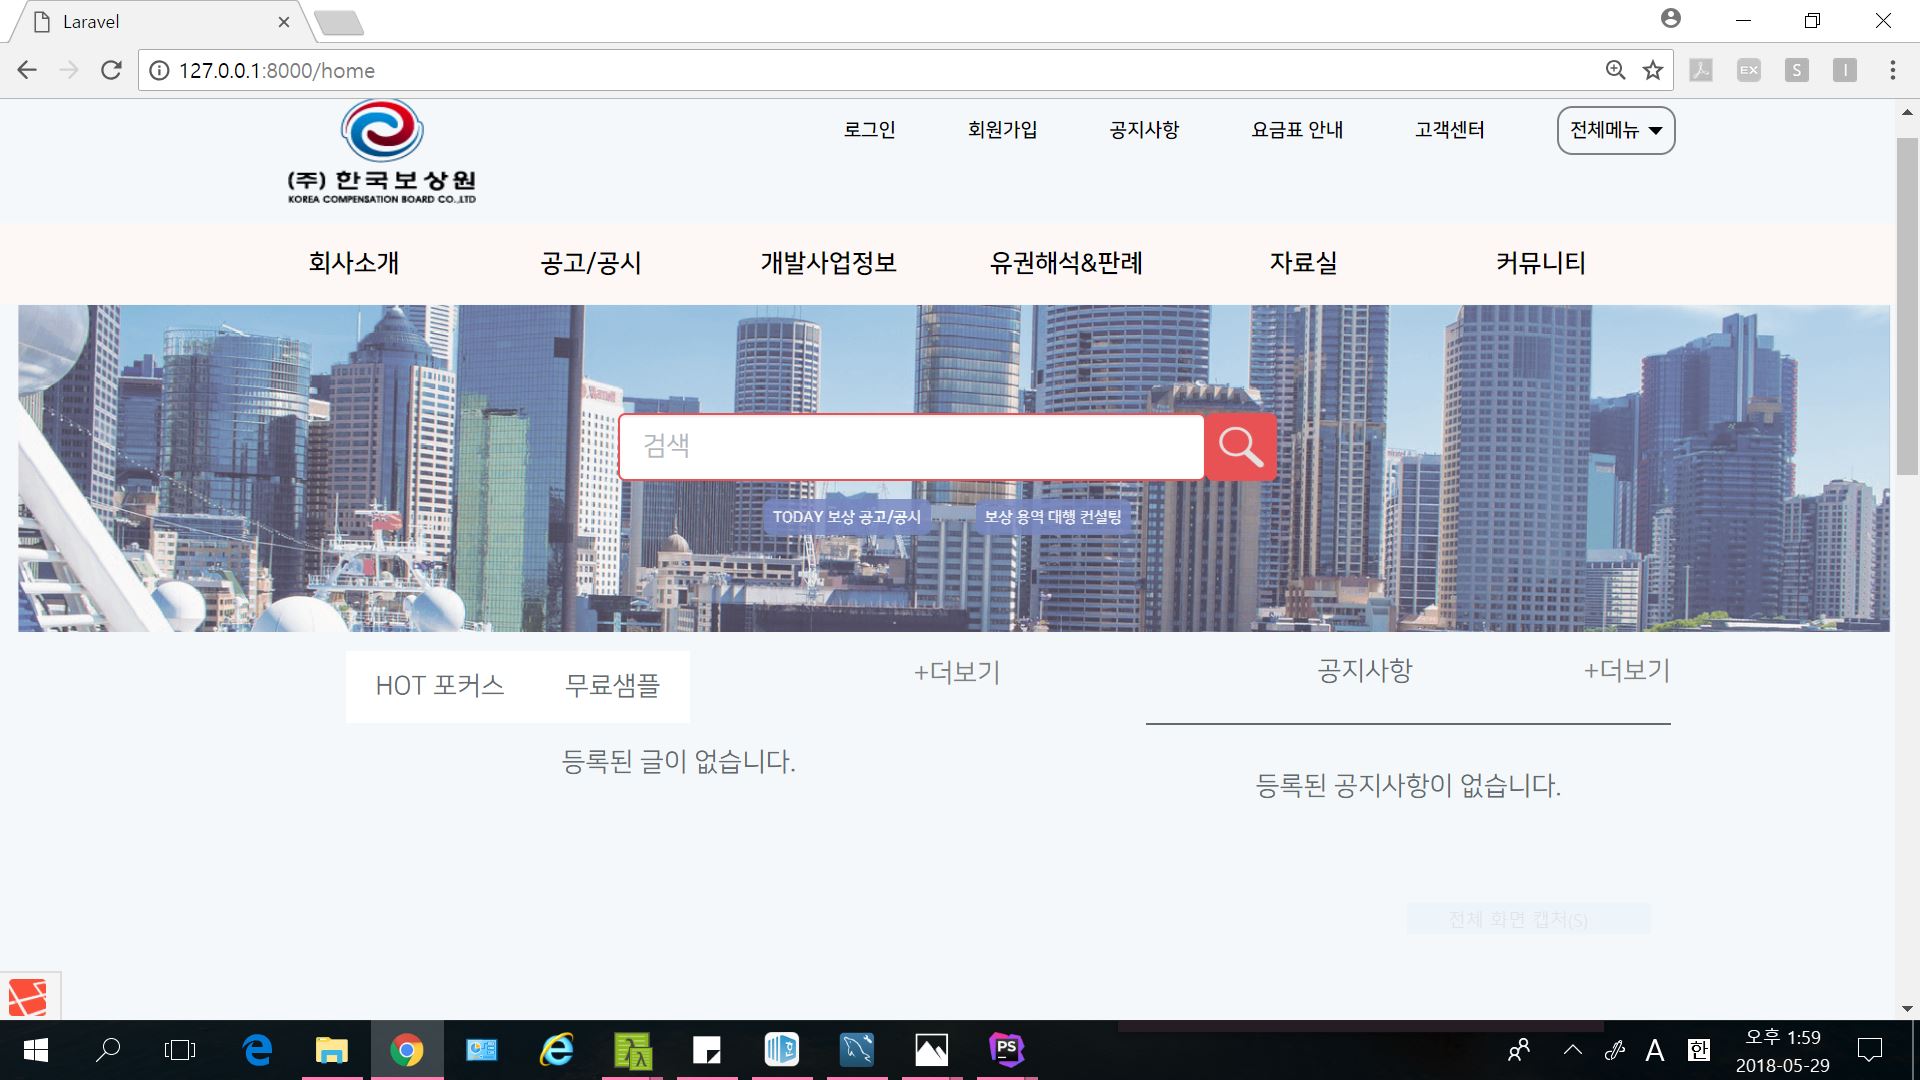 Laravel
127.0.0.1:8000/home
EX
S
I
로그인 회원가입 공지사항 요금표 안내 고객센터 전체메뉴
(주) 한국보상원
KOREA COMPENSATION BOARD CO.,LTD
회사소개 공고/공시 개발사업정보 유권해석&판례 자료실 커뮤니티
Marriott
검색
TODAY 보상 공고/공시 보상 용역 대행 컨설팅
HOT 포커스 무료샘플 +더보기 공지사항 +더보기
등록된 글이 없습니다.
등록된 공지사항이 없습니다.
전체 화면 캡처(S)
PS
A
한
오후 1:59
2018-05-29